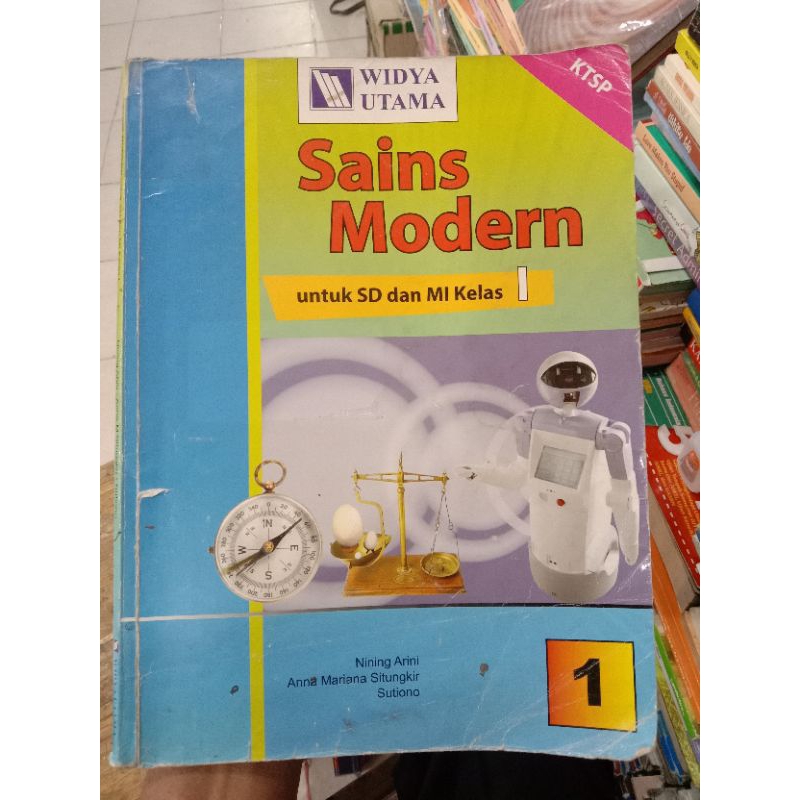 WIDYA
UTAMA
KTSP
Sains
Modern
untuk SD dan MI Kelas I
N
W E
S
Nining Arini
Anna Mariana Situngkir
Sutiono
1